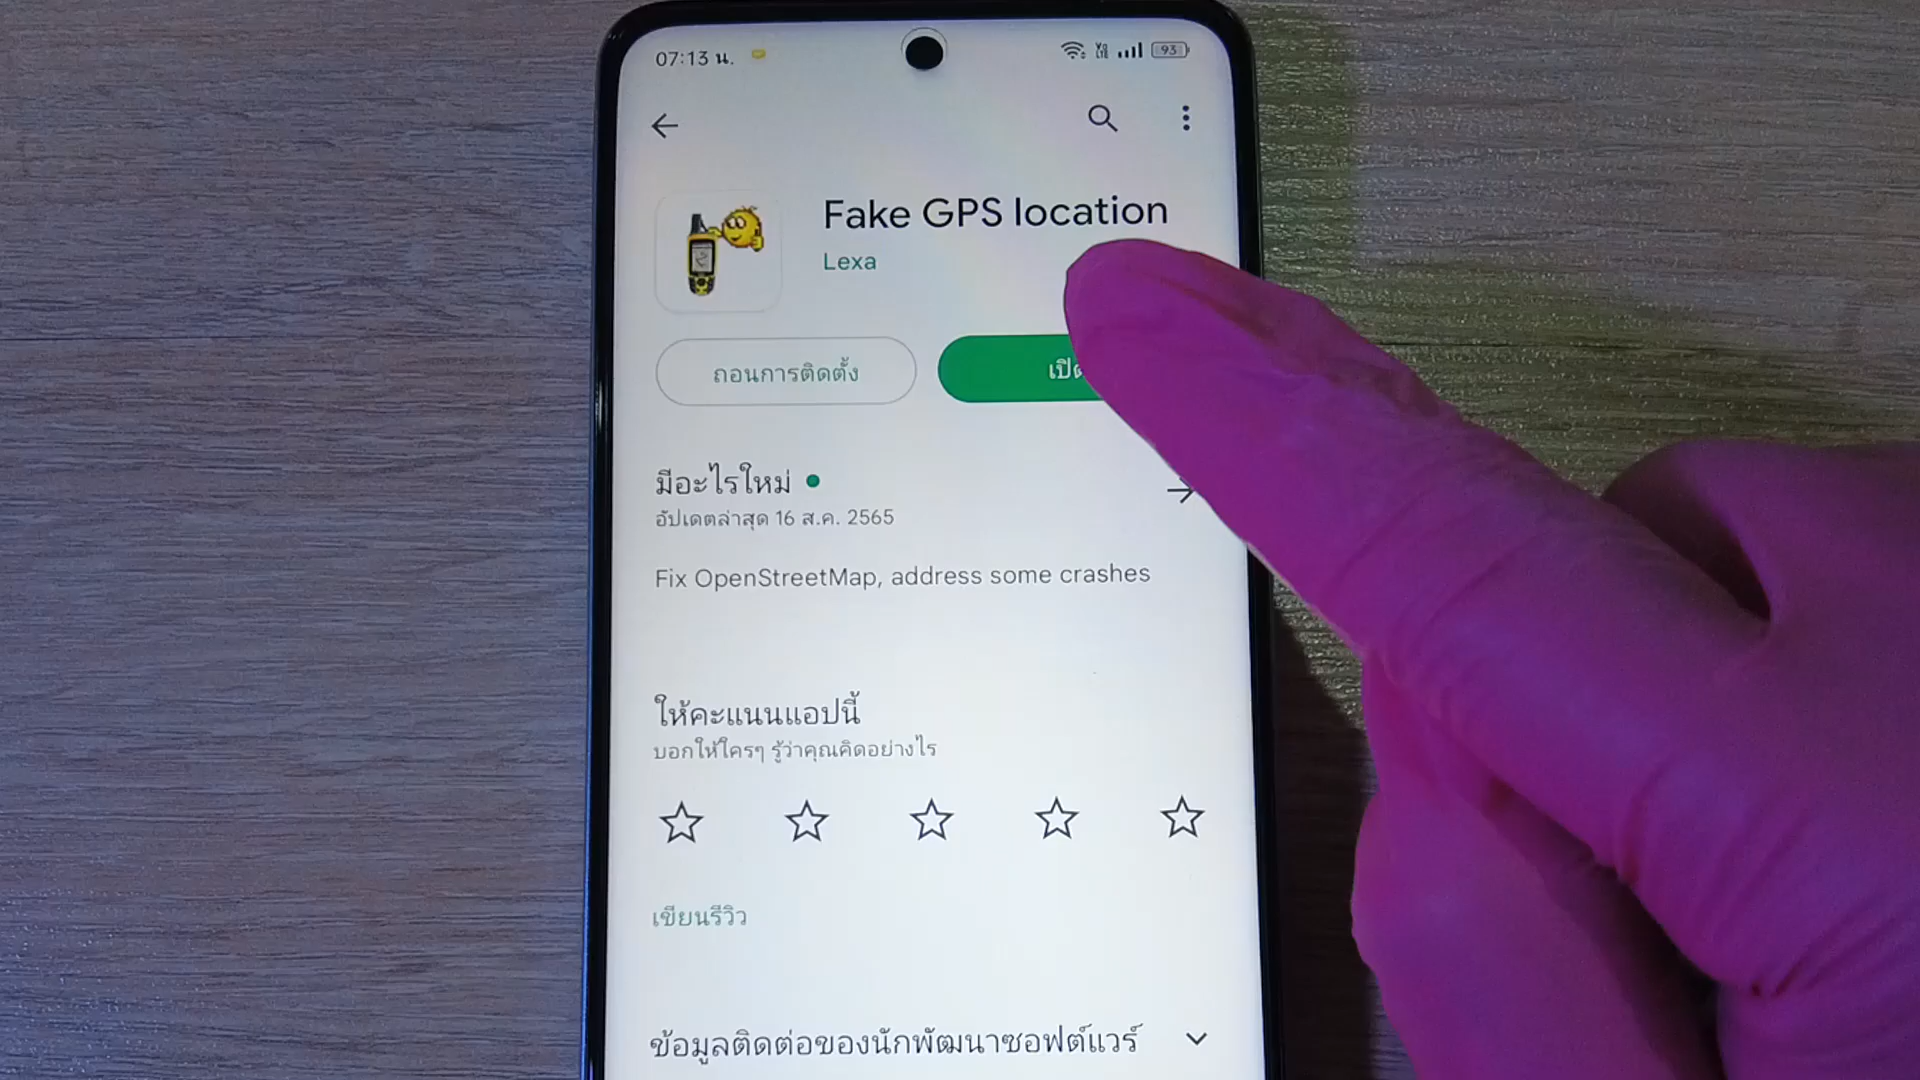 07:13 น.
93
Fake GPS location
Lexa
ถอนการติดตั้ง
มีอะไรใหม่
อัปเดตล่าสุด 16 ส.ค. 2565
Fix OpenStreetMap, address some crashes
ให้คะแนนแอปนี้
บอกให้ใครๆ รู้ว่าคุณคิดอย่างไร
เขียนรีวิว
ข้อมูลติดต่อของนักพัฒนาซอฟต์แวร์